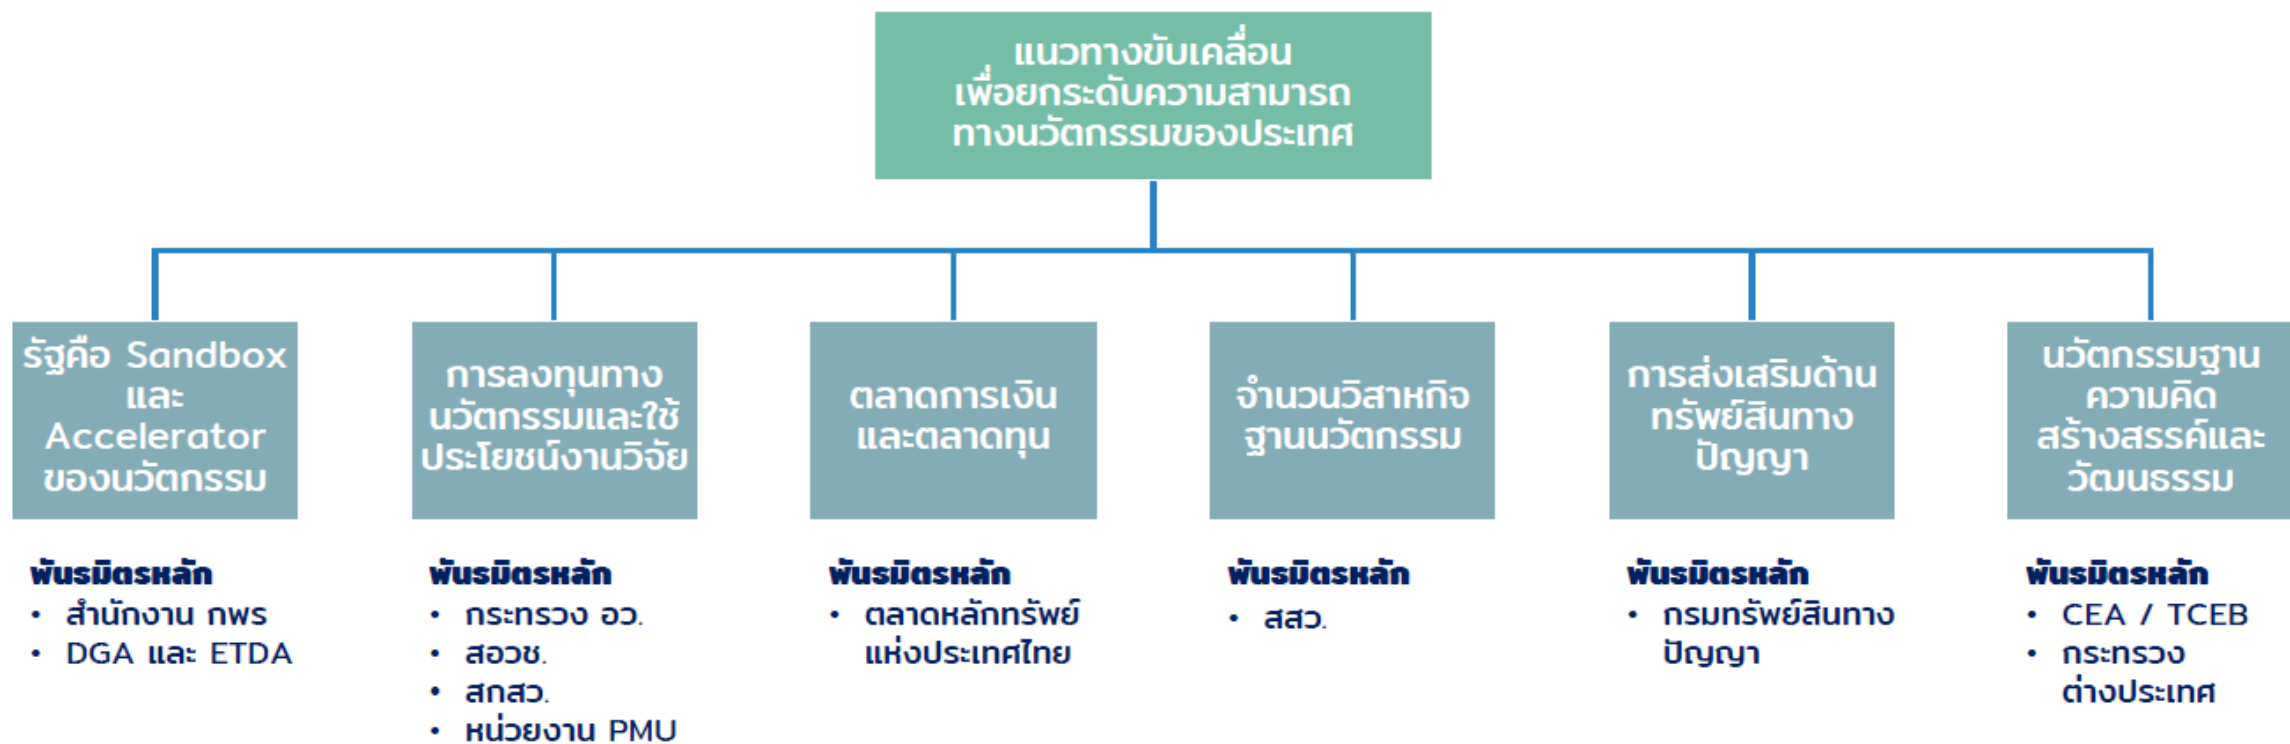 แนวทางขับเคลื่อน
เพื่อยกระดับความสามารถ
ทางนวัตกรรมของประเทศ
รัฐคือ Sandbox
และ
Accelerator
ของนวัตกรรม
พันธมิตรหลัก
• สำนักงาน กพร
• DGA และ ETDA
การลงทุนทาง
นวัตกรรมและใช้
ประโยชน์งานวิจัย
พันธมิตรหลัก
• กระทรวง อว.
• สอวช.
• สกสว.
• หน่วยงาน PMU
ตลาดการเงิน
และตลาดทุน
พันธมิตรหลัก
• ตลาดหลักทรัพย์
แห่งประเทศไทย
จำนวนวิสาหกิจ
ฐานนวัตกรรม
พันธมิตรหลัก
• สสว.
การส่งเสริมด้าน
ทรัพย์สินทาง
ปัญญา
พันธมิตรหลัก
• กรมทรัพย์สินทาง
ปัญญา
นวัตกรรมฐาน
ความคิด
สร้างสรรค์และ
วัฒนธรรม
พันธมิตรหลัก
• CEA / TCEB
• กระทรวง
ต่างประเทศ